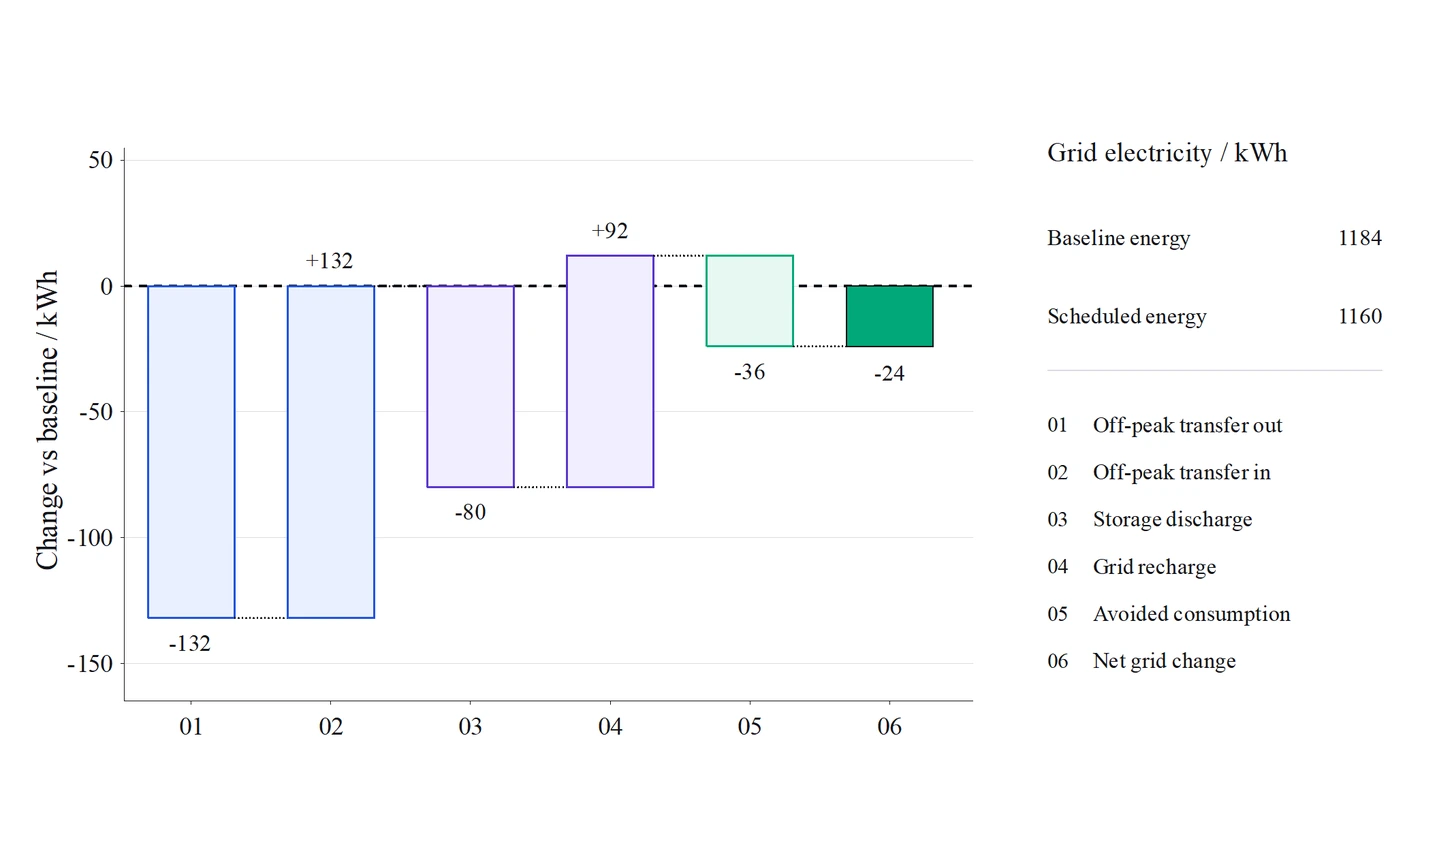 50
0
-50
-100
-150
Change vs baseline / kWh
-132
+132
-80
+92
-36
-24
01 02 03 04 05 06
Grid electricity / kWh
Baseline energy 1184
Scheduled energy 1160
01 Off-peak transfer out
02 Off-peak transfer in
03 Storage discharge
04 Grid recharge
05 Avoided consumption
06 Net grid change